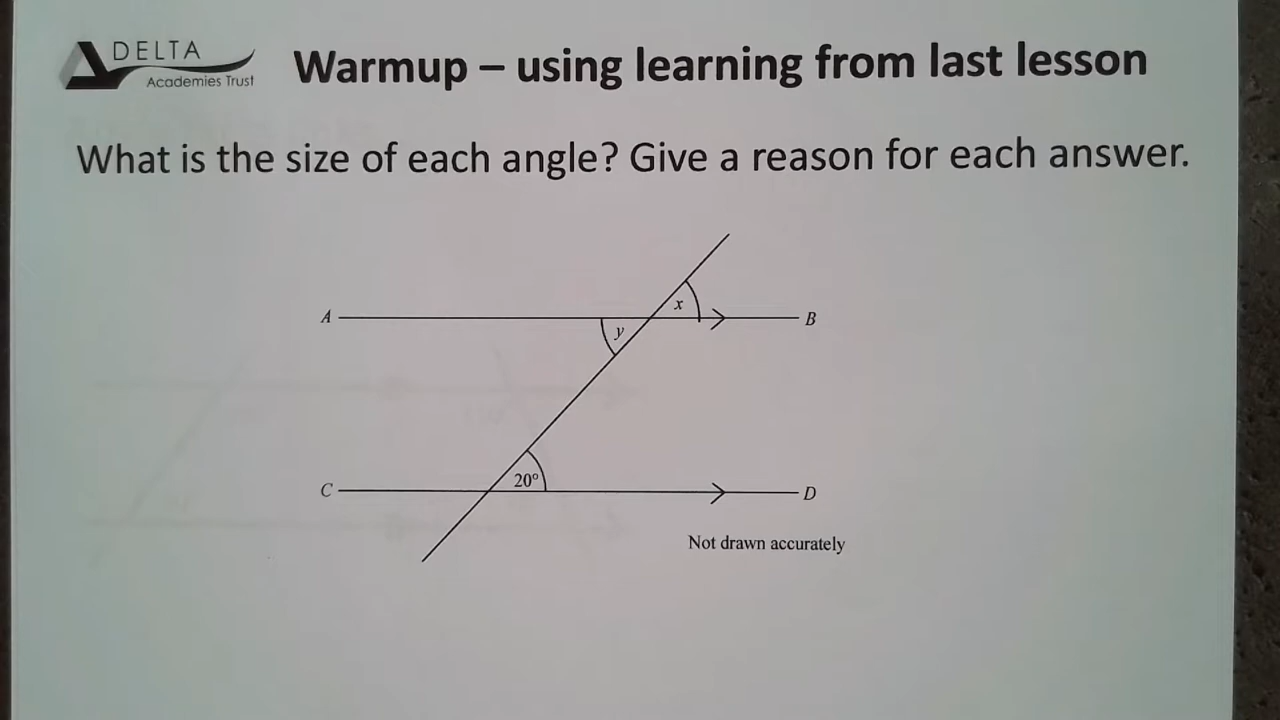 DELTA
Academies Trust
Warmup – using learning from last lesson
What is the size of each angle? Give a reason for each answer.
x
A
B
y
20°
C
D
Not drawn accurately